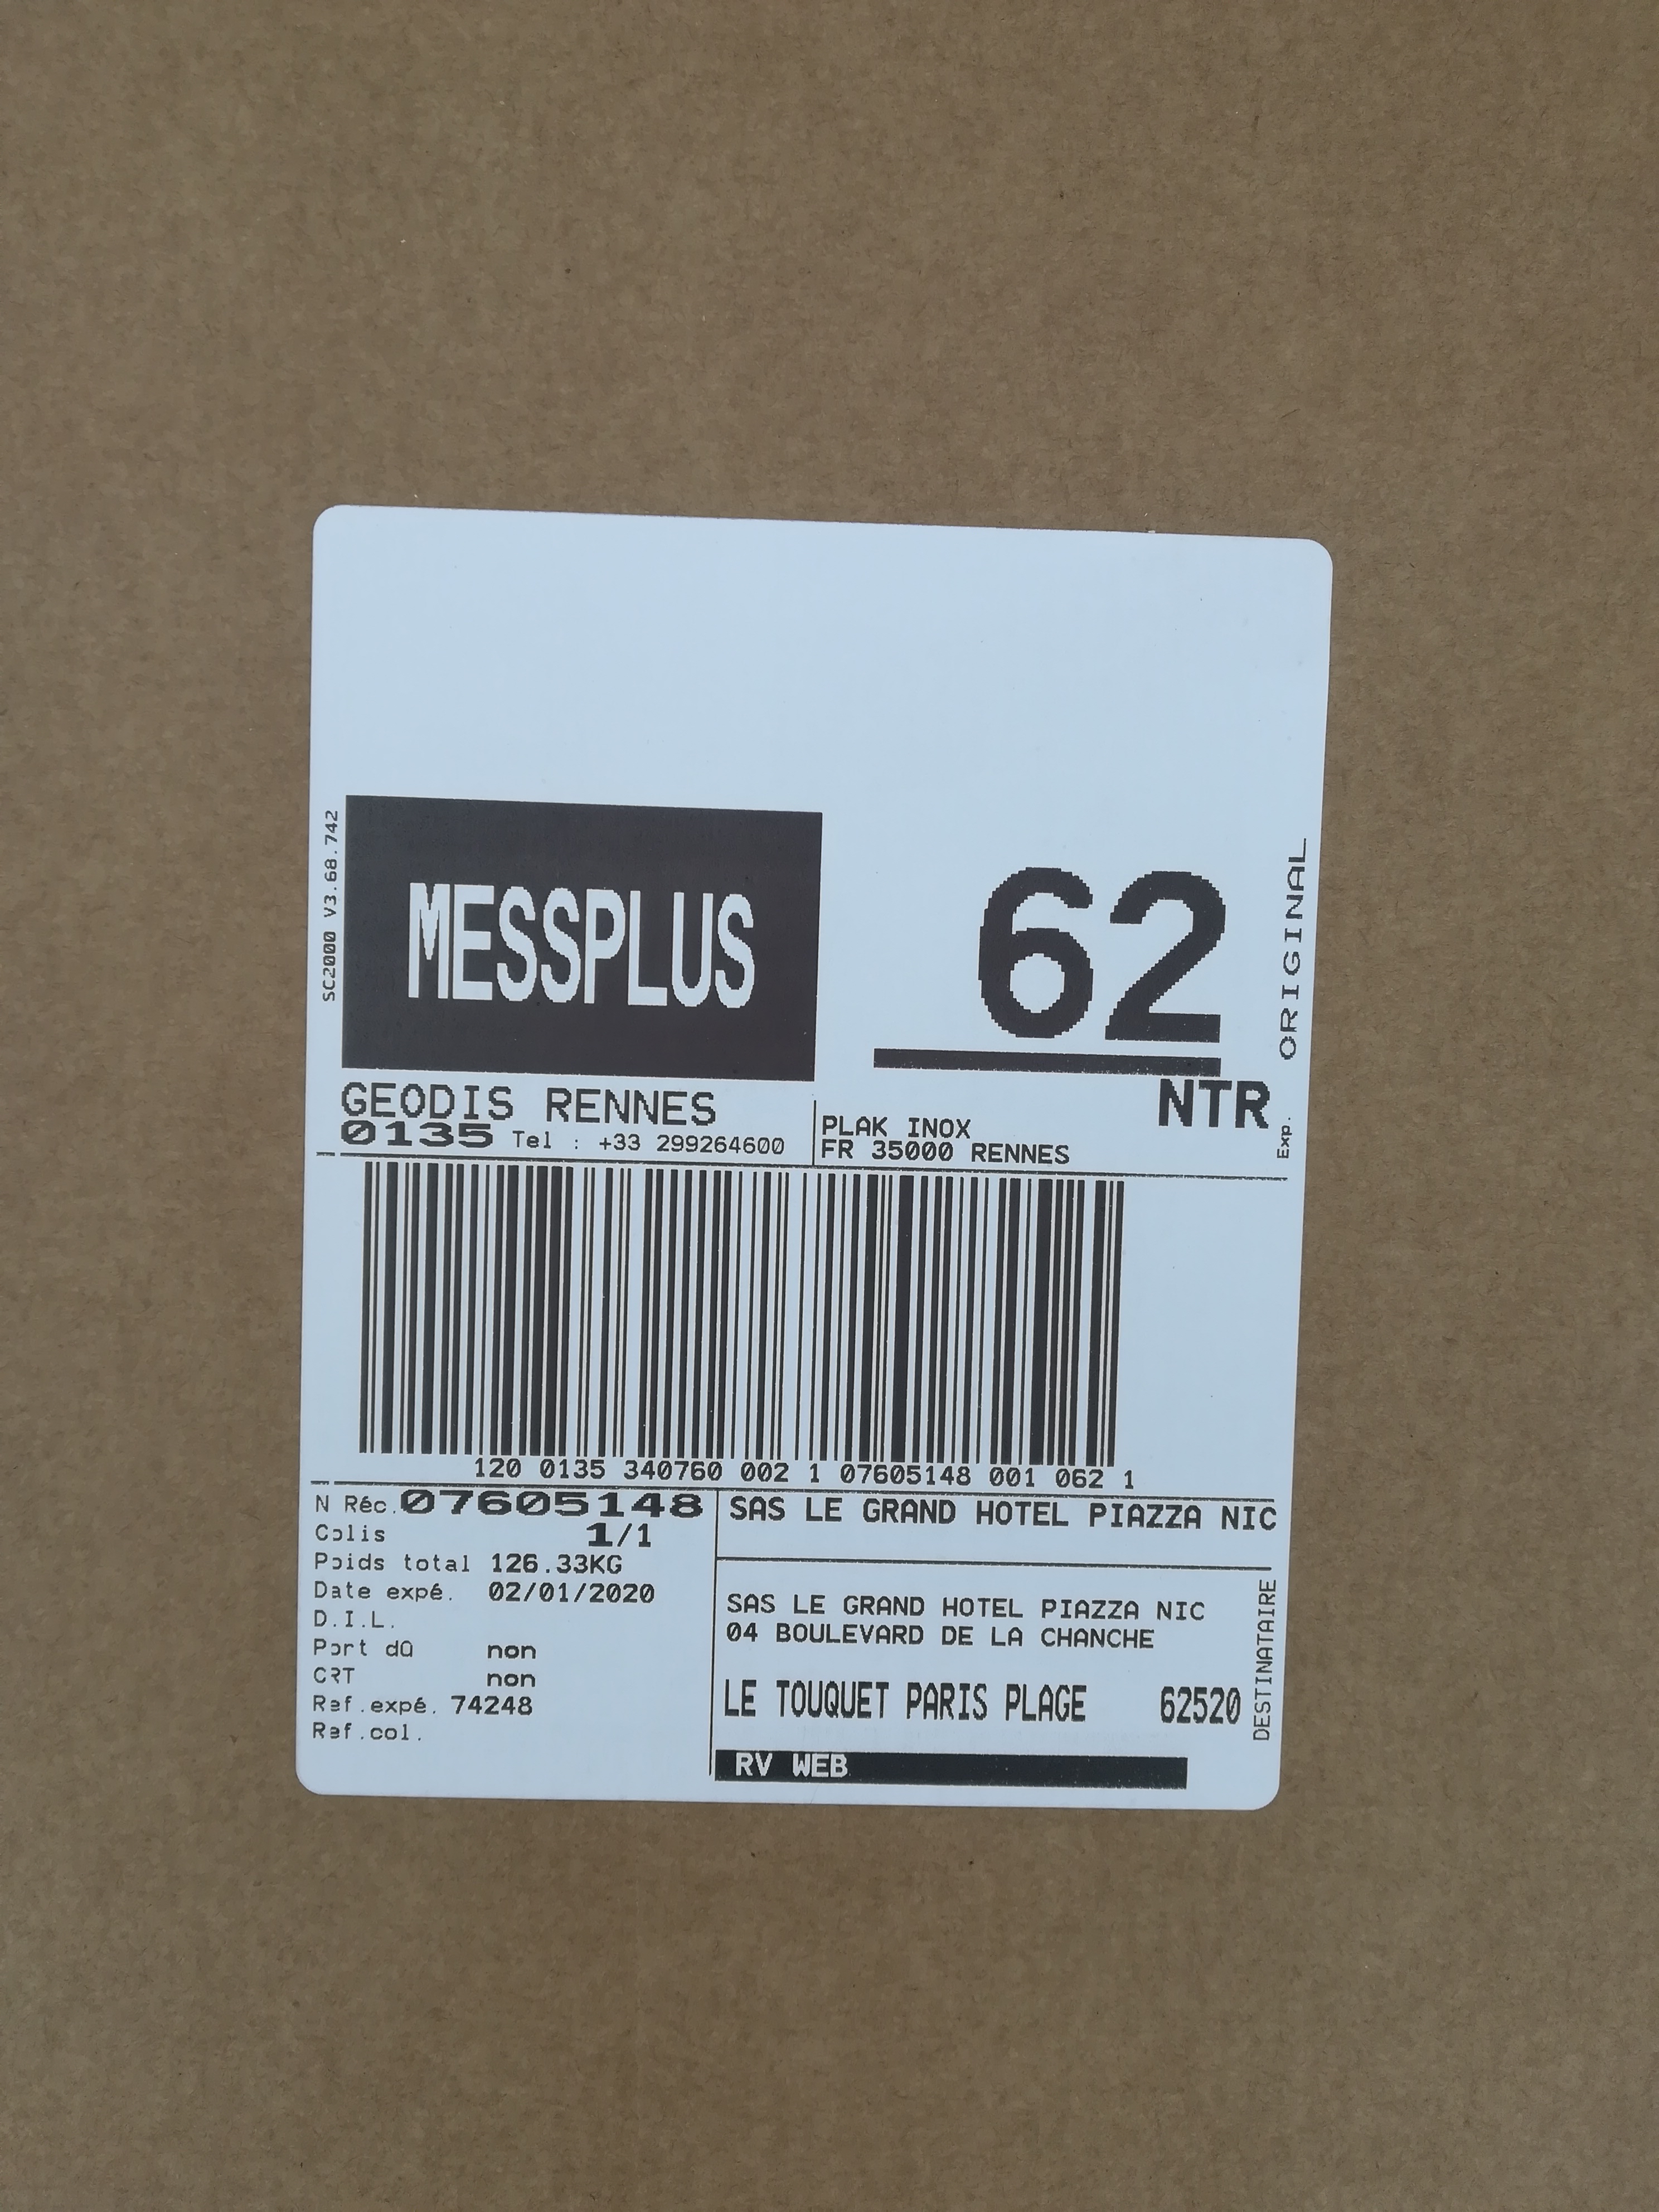 SC2000 V3.68.742
MESSPLUS
62
ORIGINAL
NTR
GEODIS RENNES
0135 Tel : +33 299264600
PLAK INOX
FR 35000 RENNES
Exp.
120 0135 340760 002 1 07605148 001 062 1
N Réc. 07605148
Colis 1/1
Poids total 126.33KG
Date expé. 02/01/2020
D.I.L.
Port dû non
CRT non
Ref.expé. 74248
Ref.col.
SAS LE GRAND HOTEL PIAZZA NIC
SAS LE GRAND HOTEL PIAZZA NIC
04 BOULEVARD DE LA CHANCHE
LE TOUQUET PARIS PLAGE 62520
DESTINATAIRE
RV WEB